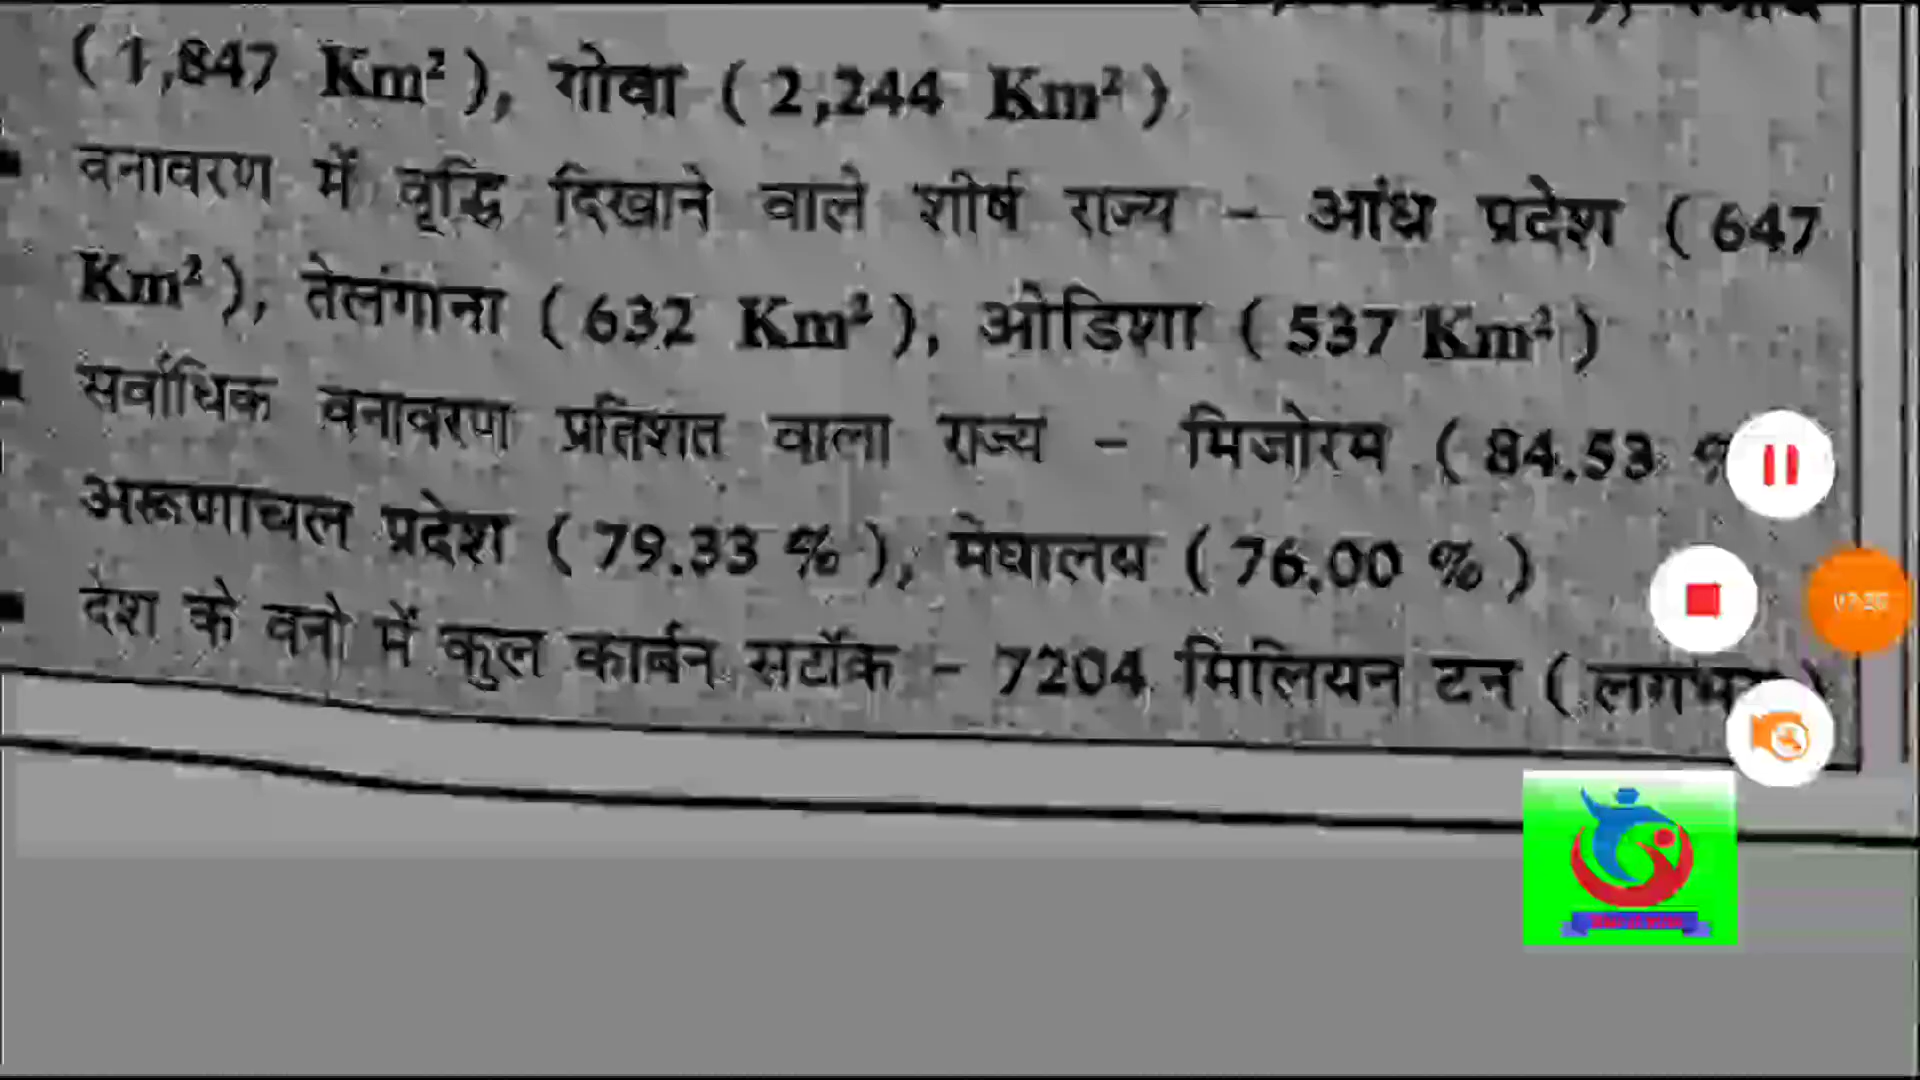 ( 1,847 Km² ), गोवा ( 2,244 Km² )
वनावरण में वृद्धि दिखाने वाले शीर्ष राज्य – आंध्र प्रदेश ( 647
Km² ), तेलंगाना ( 632 Km² ), ओडिशा ( 537 Km² )
सर्वाधिक वनावरण प्रतिशत वाला राज्य – मिजोरम ( 84.53
अरूणाचल प्रदेश ( 79.33 % ), मेघालय ( 76.00 % )
देश के वनो में कुल कार्बन सटॉक – 7204 मिलियन टन (